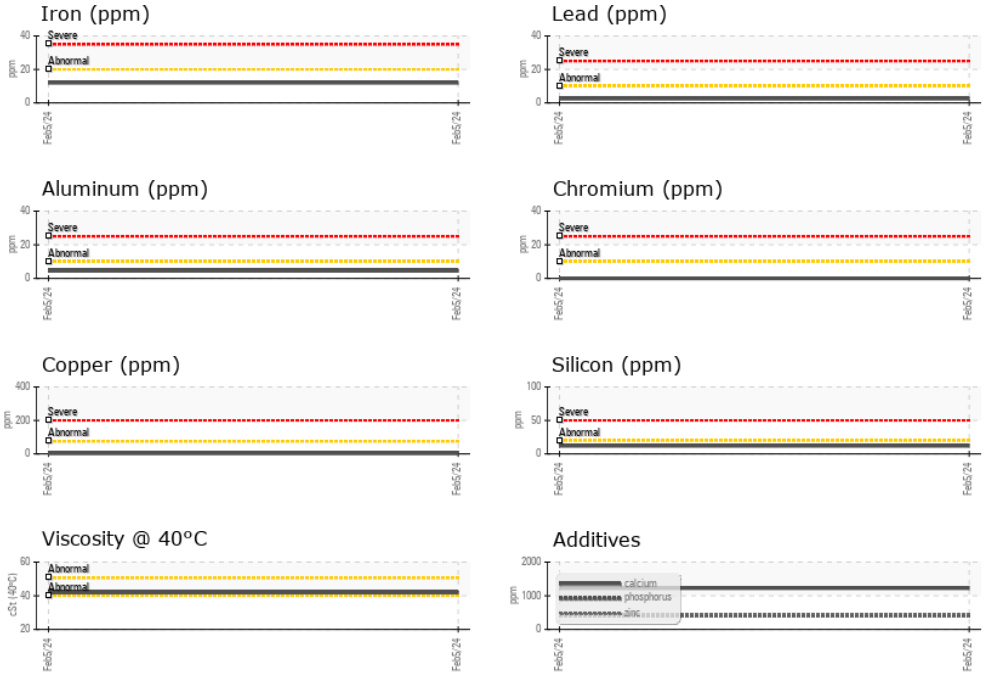 Iron (ppm)
40
20
0
ppm
Severe
Abnormal
Feb5/24
Feb5/24
Lead (ppm)
40
20
0
ppm
Severe
Abnormal
Feb5/24
Feb5/24
Aluminum (ppm)
40
20
0
ppm
Severe
Abnormal
Feb5/24
Feb5/24
Chromium (ppm)
40
20
0
ppm
Severe
Abnormal
Feb5/24
Feb5/24
Copper (ppm)
400
200
0
ppm
Severe
Abnormal
Feb5/24
Feb5/24
Silicon (ppm)
100
50
0
ppm
Severe
Abnormal
Feb5/24
Feb5/24
Viscosity @ 40°C
60
40
20
cSt (40°C)
Abnormal
Abnormal
Feb5/24
Feb5/24
Additives
2000
1000
0
ppm
calcium
phosphorus
zinc
Feb5/24
Feb5/24